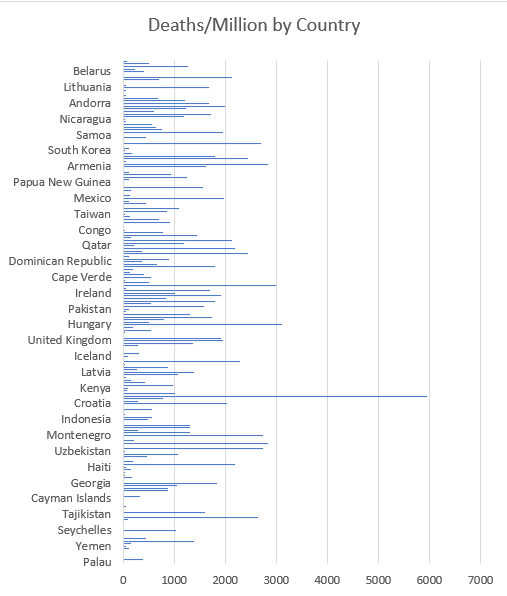 Deaths/Million by Country
Belarus
Lithuania
Andorra
Nicaragua
Samoa
South Korea
Armenia
Papua New Guinea
Mexico
Taiwan
Congo
Qatar
Dominican Republic
Cape Verde
Ireland
Pakistan
Hungary
United Kingdom
Iceland
Latvia
Kenya
Croatia
Indonesia
Montenegro
Uzbekistan
Haiti
Georgia
Cayman Islands
Tajikistan
Seychelles
Yemen
Palau
0 1000 2000 3000 4000 5000 6000 7000